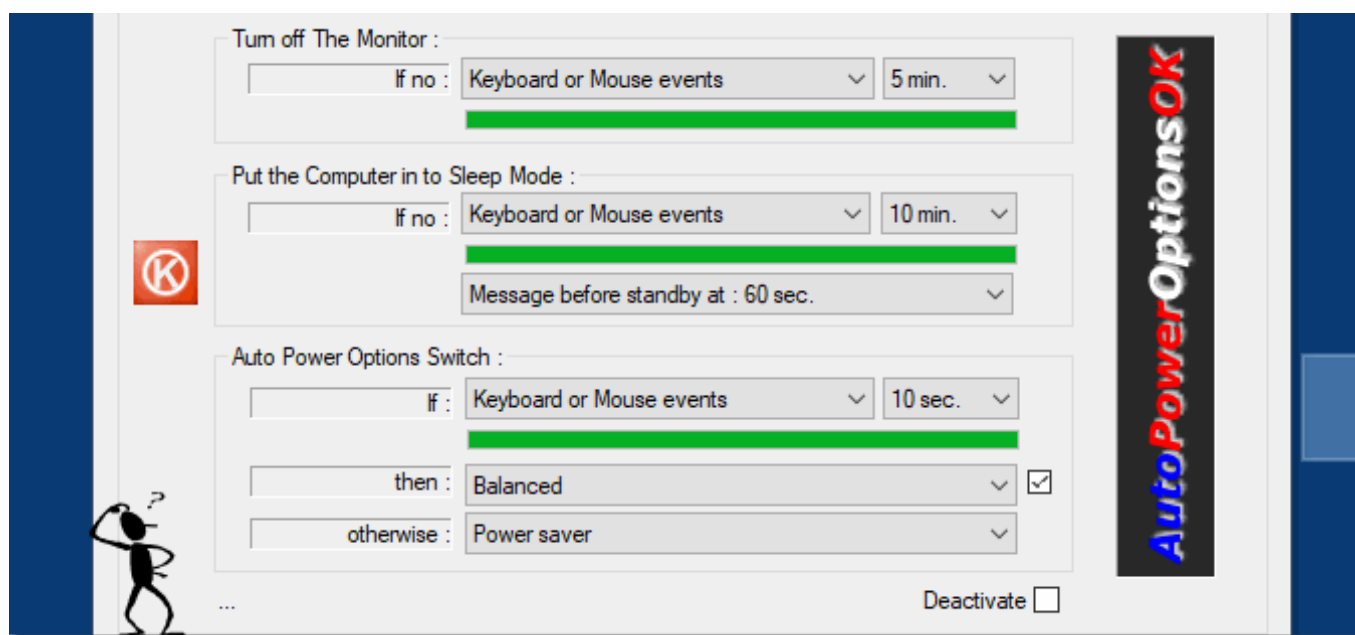 Turn off The Monitor :
If no : Keyboard or Mouse events 5 min.
Put the Computer in to Sleep Mode :
If no : Keyboard or Mouse events 10 min.
K
Message before standby at : 60 sec.
Auto Power Options Switch :
If : Keyboard or Mouse events 10 sec.
then : Balanced
?
otherwise : Power saver
... Deactivate
AutoPowerOptionsOK